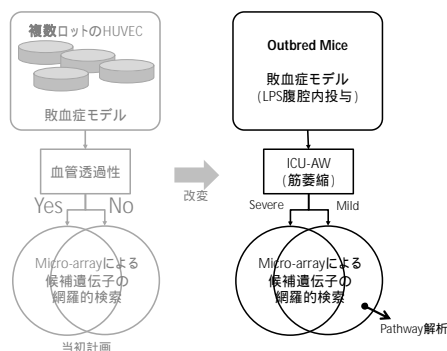 複数ロットのHUVEC
敗血症モデル
血管透過性
Yes No
Micro-arrayによる
候補遺伝子の
網羅的検索
当初計画
改変
Outbred Mice
敗血症モデル
(LPS腹腔内投与)
ICU-AW
(筋萎縮)
Severe Mild
Micro-arrayによる
候補遺伝子の
網羅的検索
Pathway解析